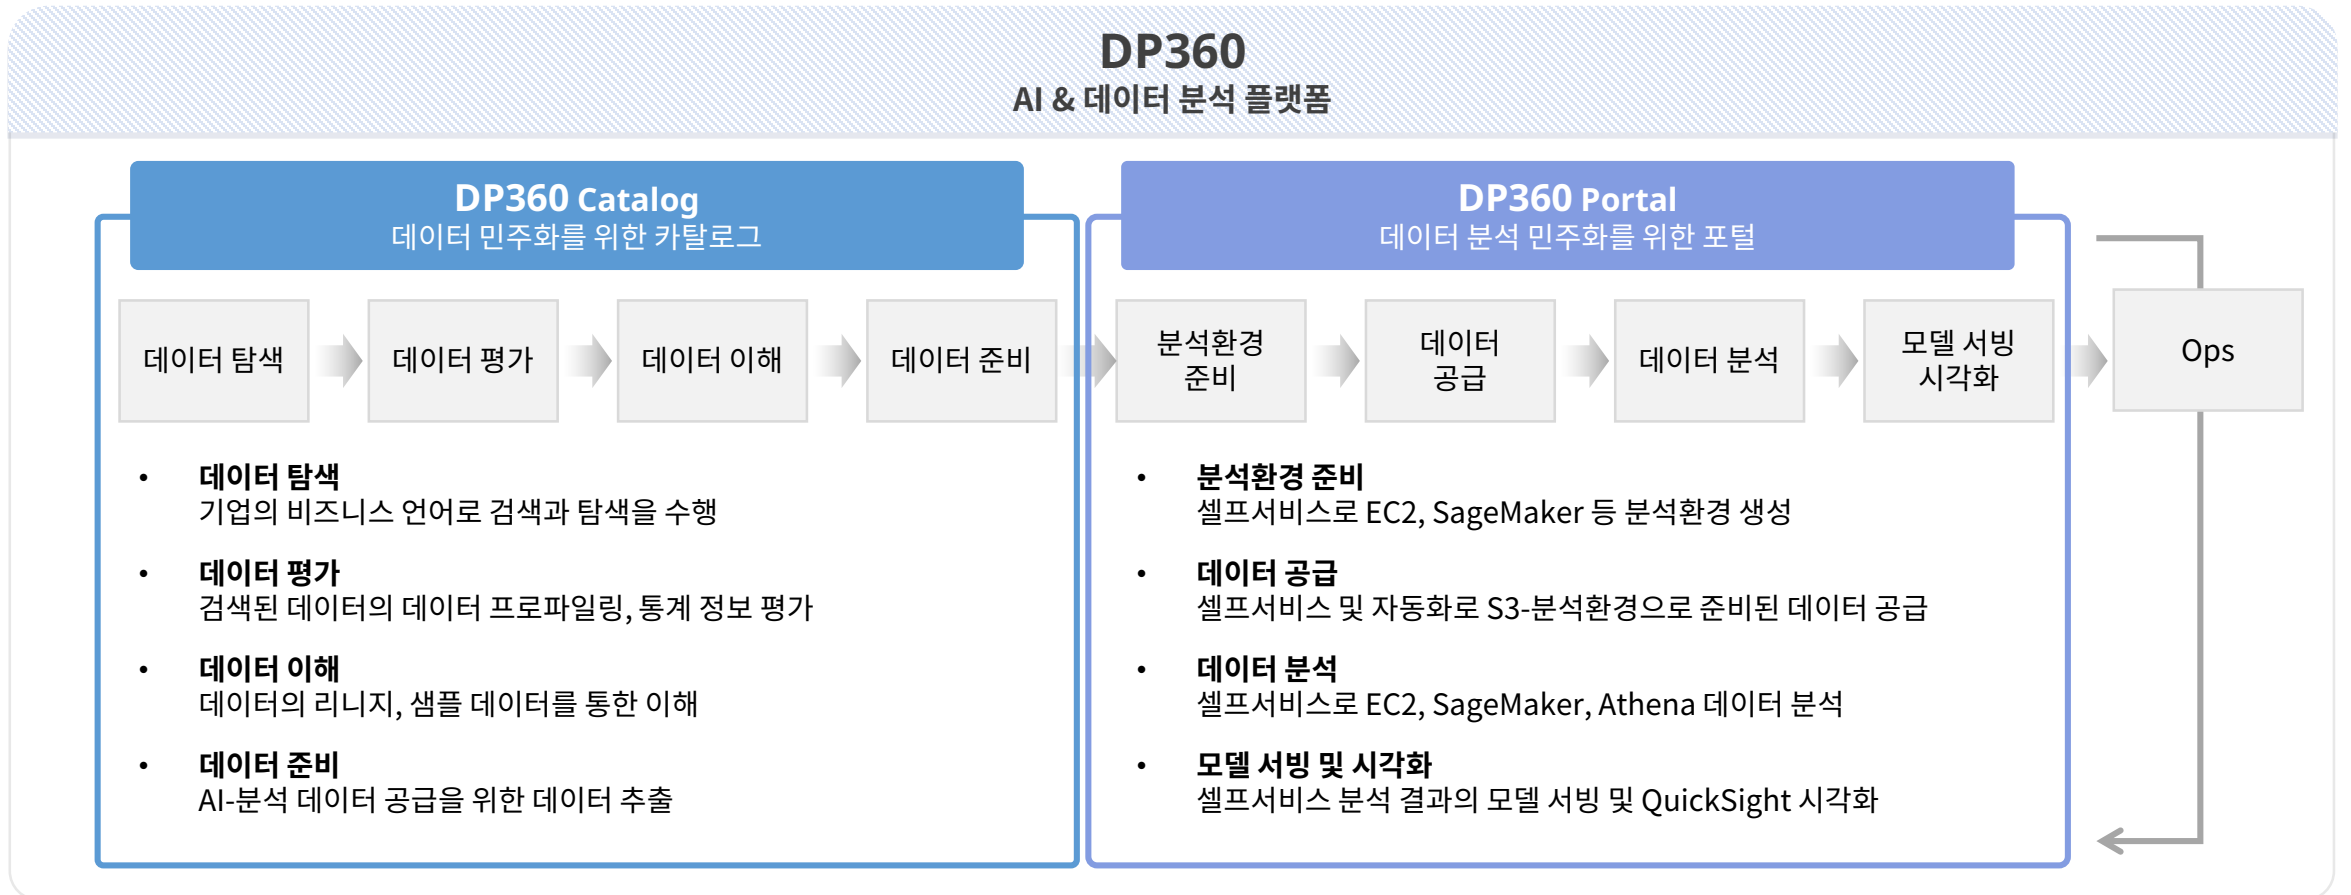 DP360
AI & 데이터 분석 플랫폼
DP360 Catalog
데이터 민주화를 위한 카탈로그
DP360 Portal
데이터 분석 민주화를 위한 포털
데이터 탐색
데이터 평가
데이터 이해
데이터 준비
분석환경
준비
데이터
공급
데이터 분석
모델 서빙
시각화
Ops
• 데이터 탐색
기업의 비즈니스 언어로 검색과 탐색을 수행
• 데이터 평가
검색된 데이터의 데이터 프로파일링, 통계 정보 평가
• 데이터 이해
데이터의 리니지, 샘플 데이터를 통한 이해
• 데이터 준비
AI-분석 데이터 공급을 위한 데이터 추출
• 분석환경 준비
셀프서비스로 EC2, SageMaker 등 분석환경 생성
• 데이터 공급
셀프서비스 및 자동화로 S3-분석환경으로 준비된 데이터 공급
• 데이터 분석
셀프서비스로 EC2, SageMaker, Athena 데이터 분석
• 모델 서빙 및 시각화
셀프서비스 분석 결과의 모델 서빙 및 QuickSight 시각화